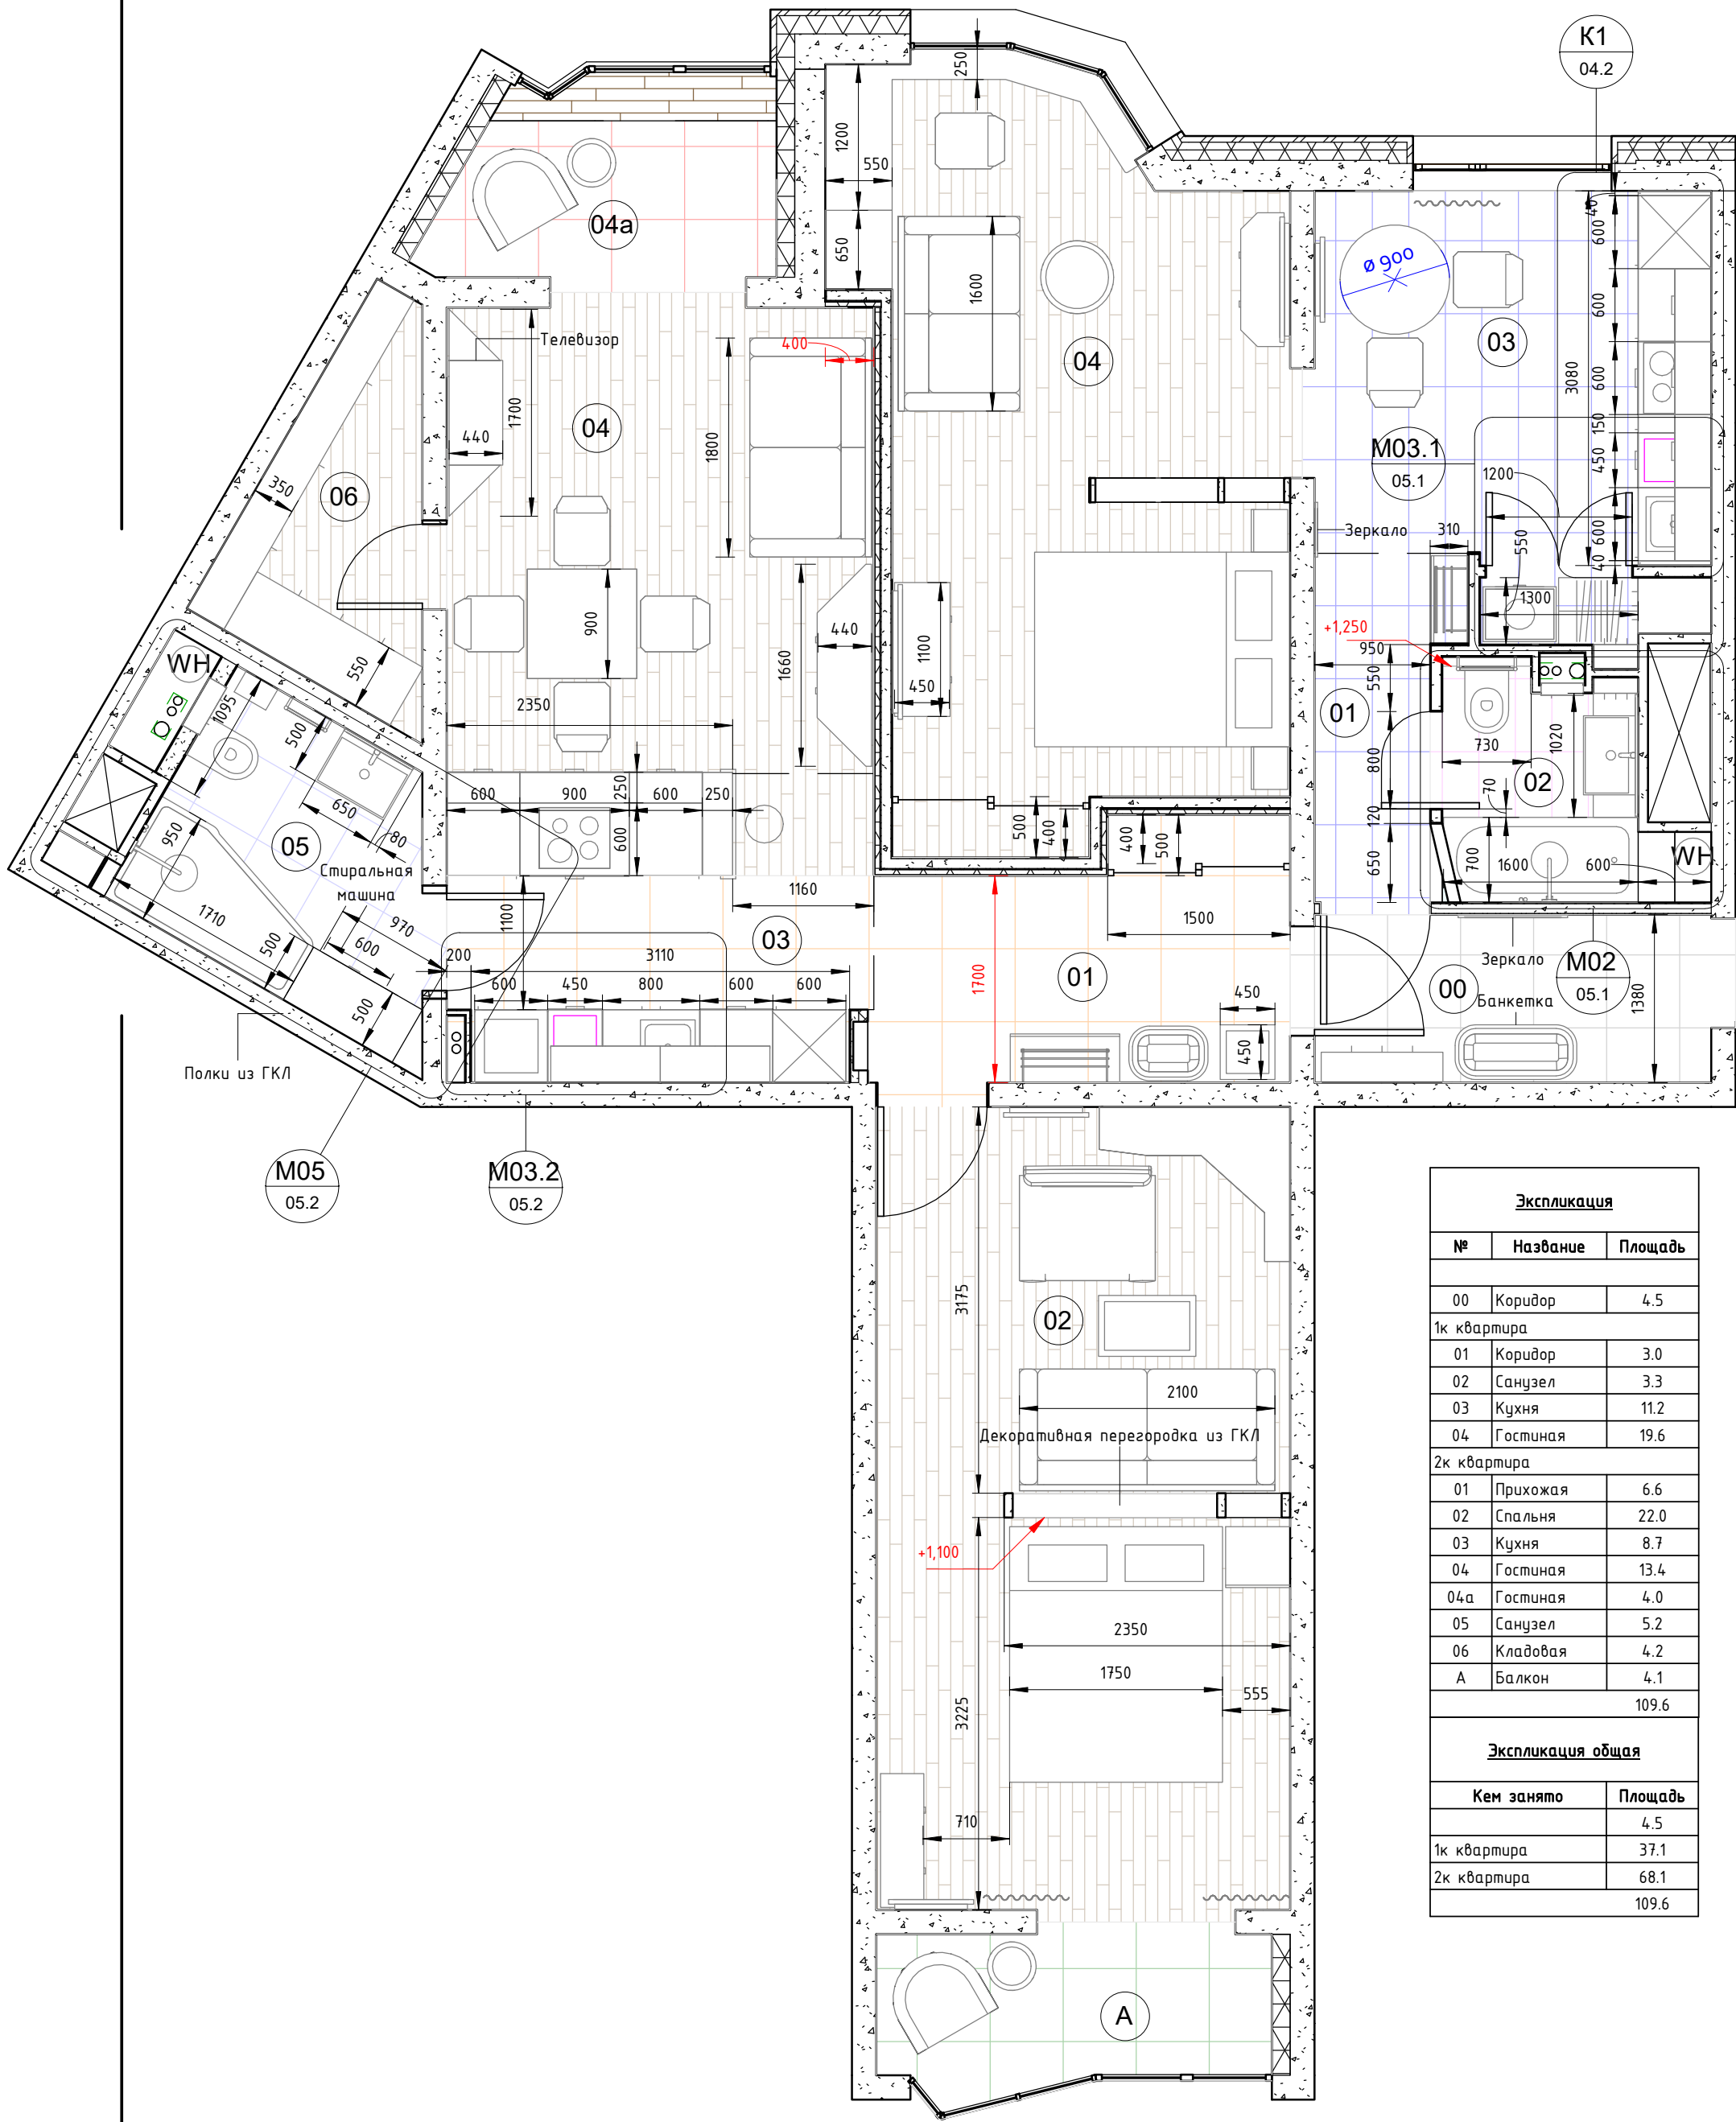 К1
04.2
250
1200
550
650
04а
40
600
ø 900
1600
600
Телевизор
400
04
03
3080
600
1700
440
04
1800
150
M03.1
05.1
450
1200
350
06
Зеркало
310
550
600
40
900
440
1300
+1,250
1100
950
WH
550
1660
450
550
1095
500
2350
01
730
1020
800
02
70
600
900
250
600
250
650
80
950
05
500
400
400
500
120
600
Стиральная
машина
650
700
1600
600
WH
1710
970
1100
1160
1500
03
500
600
200
3110
1700
01
Зеркало
M02
05.1
600
450
800
600
600
450
00
Банкетка
1380
500
450
Полки из ГКЛ
M05
05.2
M03.2
05.2
3175
02
2100
Декоративная перегородка из ГКЛ
+1,100
2350
1750
555
3225
710
А
Экспликация
№ Название Площадь
00 Коридор 4.5
1к квартира
01 Коридор 3.0
02 Санузел 3.3
03 Кухня 11.2
04 Гостиная 19.6
2к квартира
01 Прихожая 6.6
02 Спальня 22.0
03 Кухня 8.7
04 Гостиная 13.4
04а Гостиная 4.0
05 Санузел 5.2
06 Кладовая 4.2
А Балкон 4.1
109.6
Экспликация общая
Кем занято Площадь
4.5
1к квартира 37.1
2к квартира 68.1
109.6